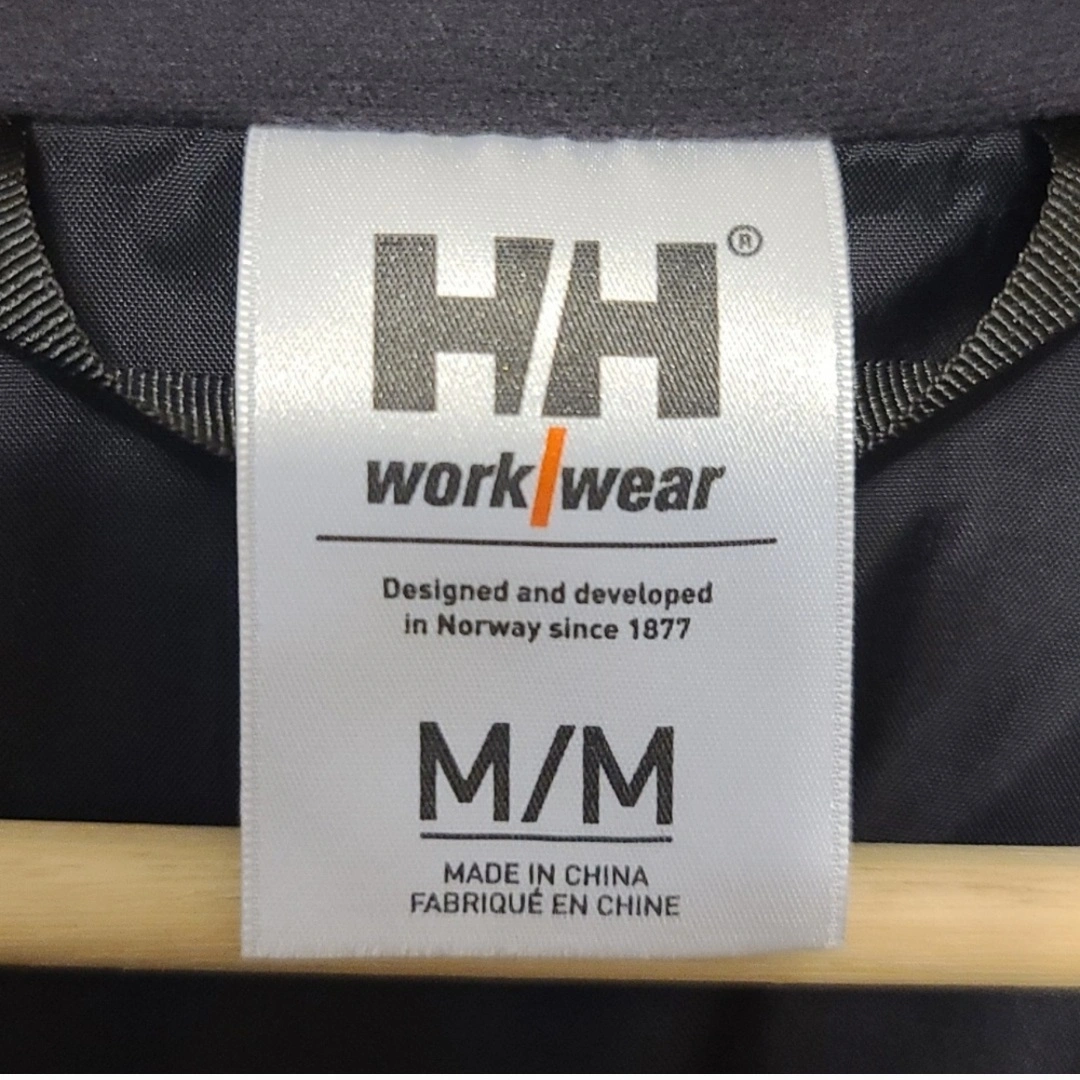 H/H®
work/wear
Designed and developed
in Norway since 1877
M/M
MADE IN CHINA
FABRIQUÉ EN CHINE